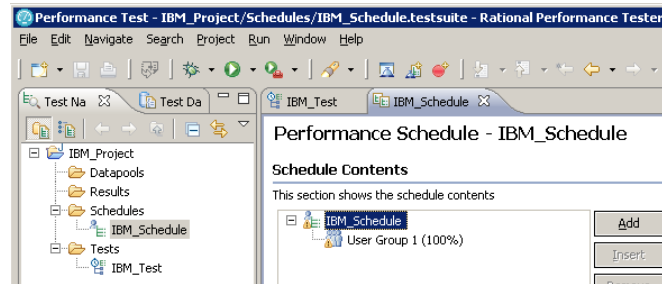 Performance Test - IBM_Project/Schedules/IBM_Schedule.testsuite - Rational Performance Tester
File Edit Navigate Search Project Run Window Help
Test Na Test Da
IBM_Project
Datapools
Results
Schedules
IBM_Schedule
Tests
IBM_Test
IBM_Test IBM_Schedule
Performance Schedule - IBM_Schedule
Schedule Contents
This section shows the schedule contents
IBM_Schedule
User Group 1 (100%)
Add
Insert